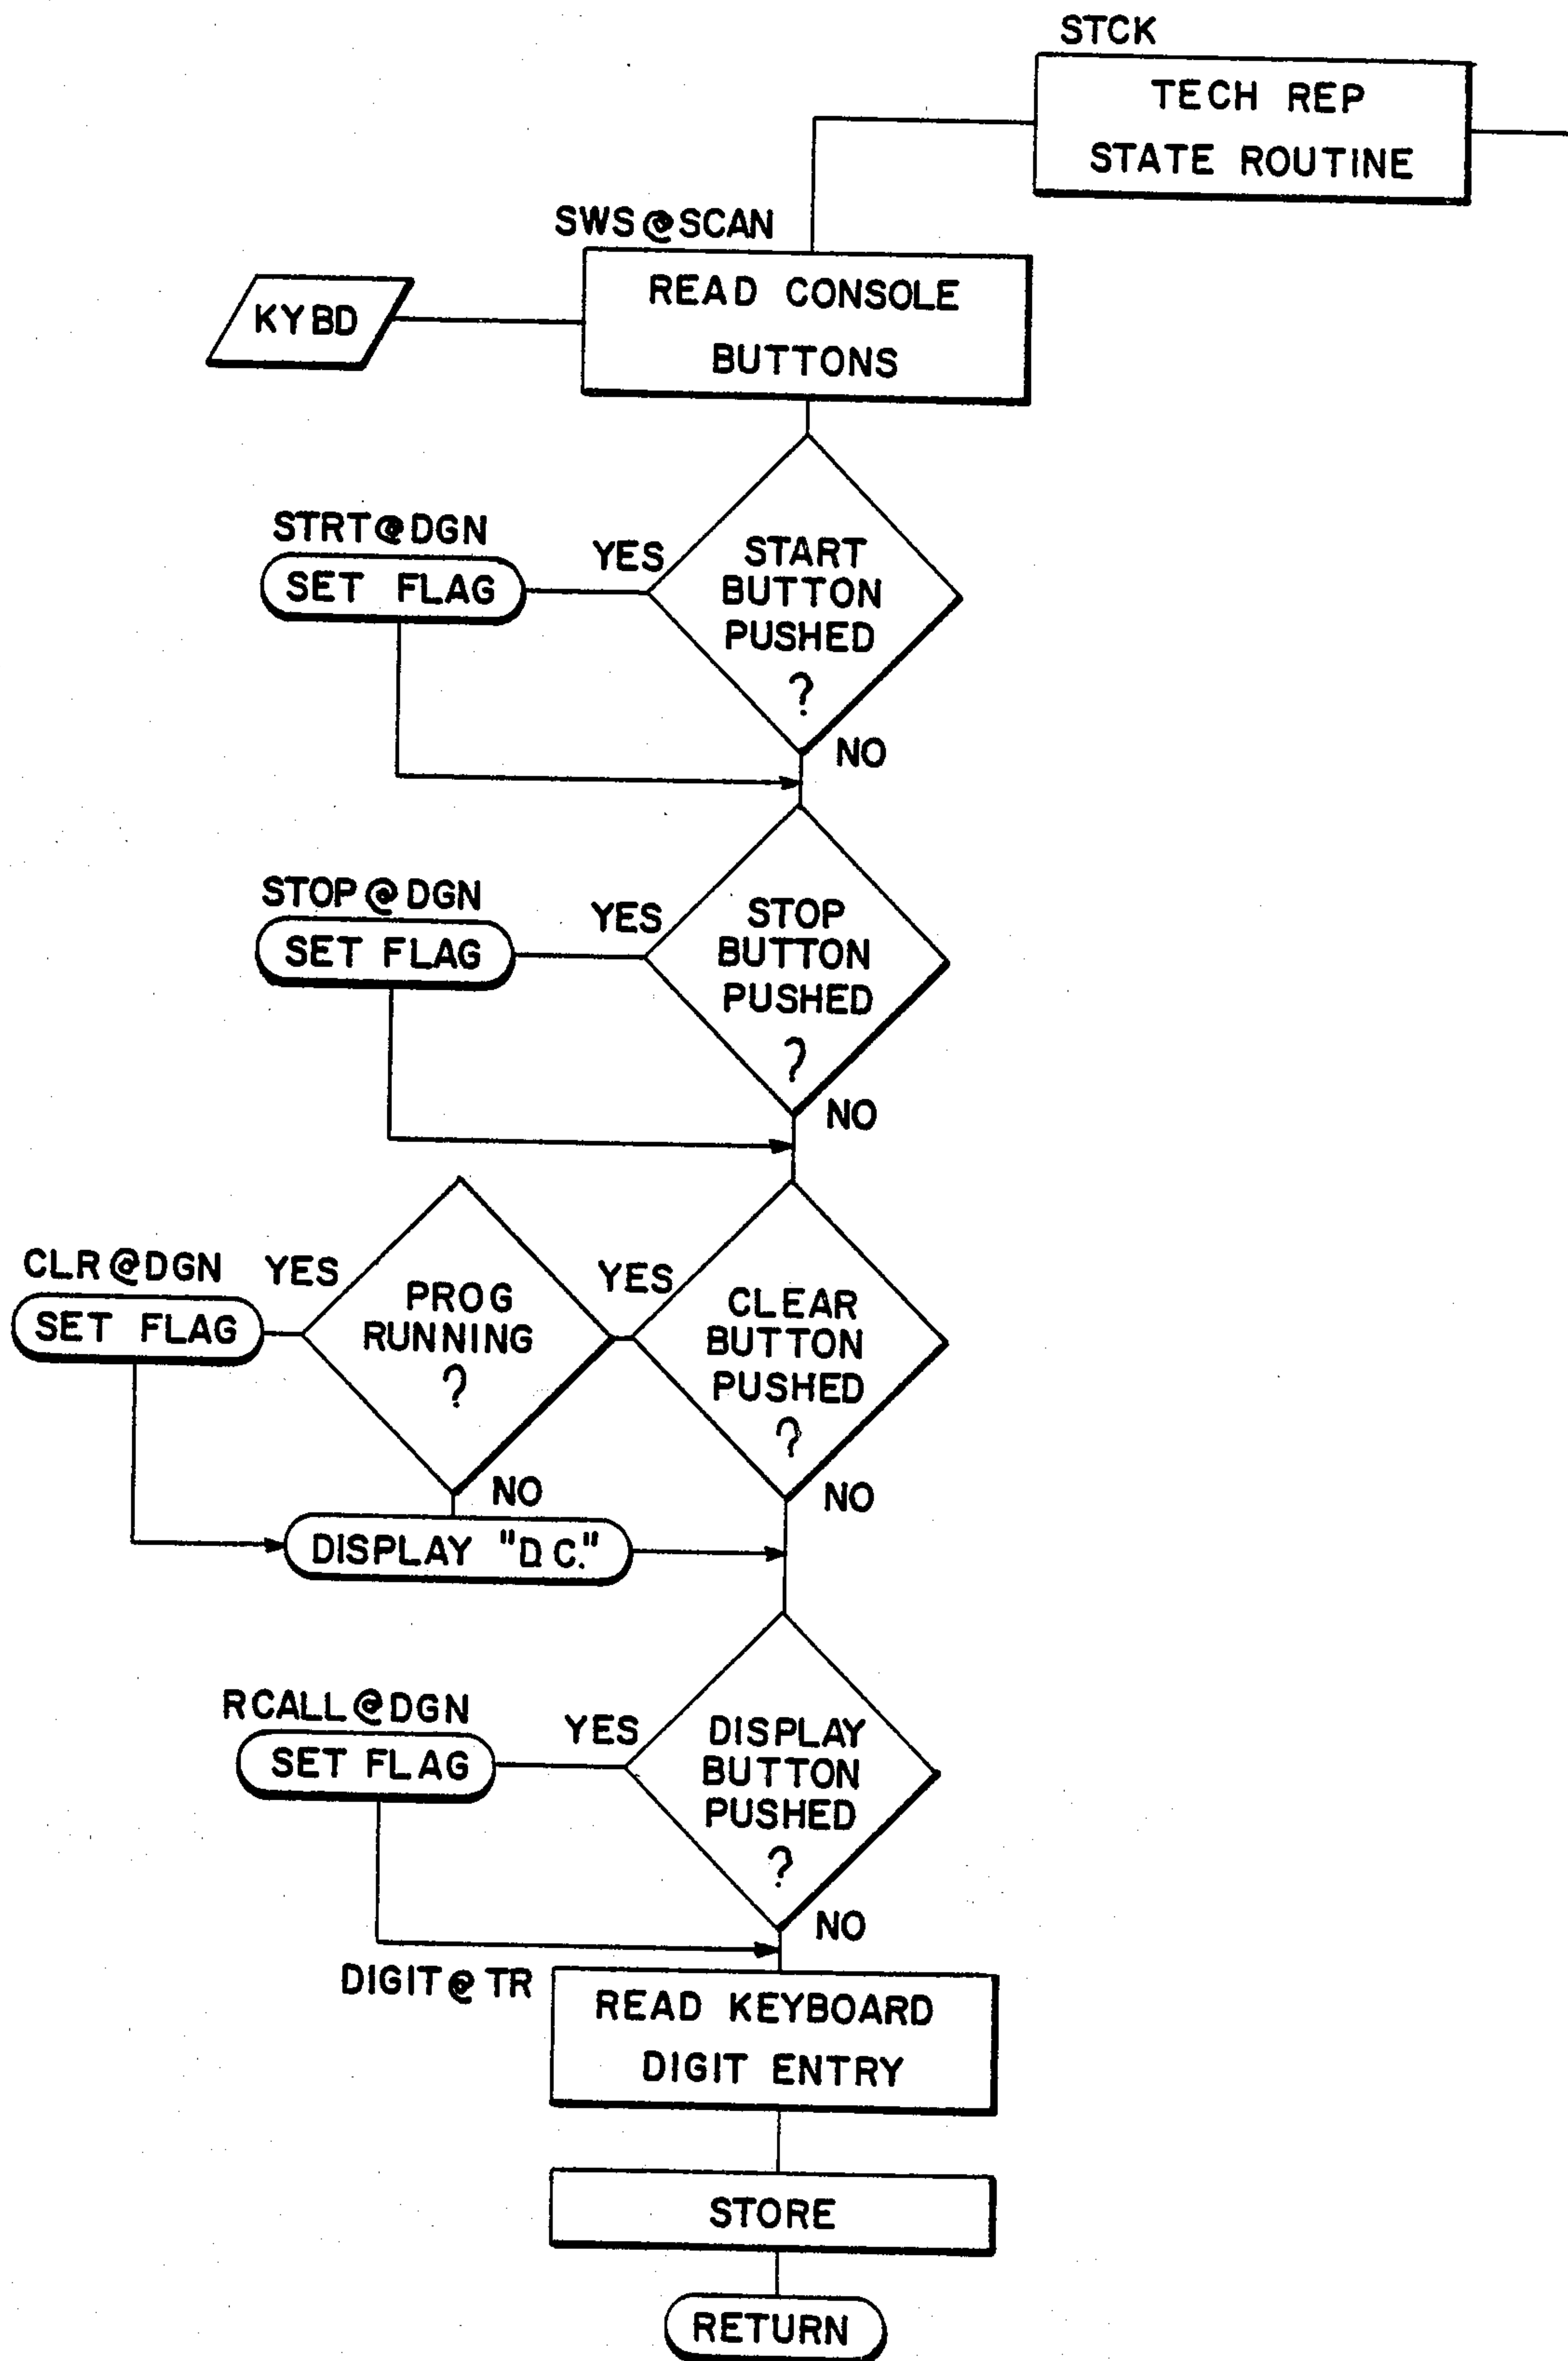 STCK
TECH REP
STATE ROUTINE
SWS@SCAN
READ CONSOLE
BUTTONS
KYBD
STRT@DGN
SET FLAG
YES
START
BUTTON
PUSHED
?
NO
STOP@DGN
SET FLAG
YES
STOP
BUTTON
PUSHED
?
NO
CLR@DGN
SET FLAG
YES
PROG
RUNNING
?
YES
CLEAR
BUTTON
PUSHED
?
NO
NO
DISPLAY "D.C."
RCALL@DGN
SET FLAG
YES
DISPLAY
BUTTON
PUSHED
?
NO
DIGIT@TR
READ KEYBOARD
DIGIT ENTRY
STORE
RETURN